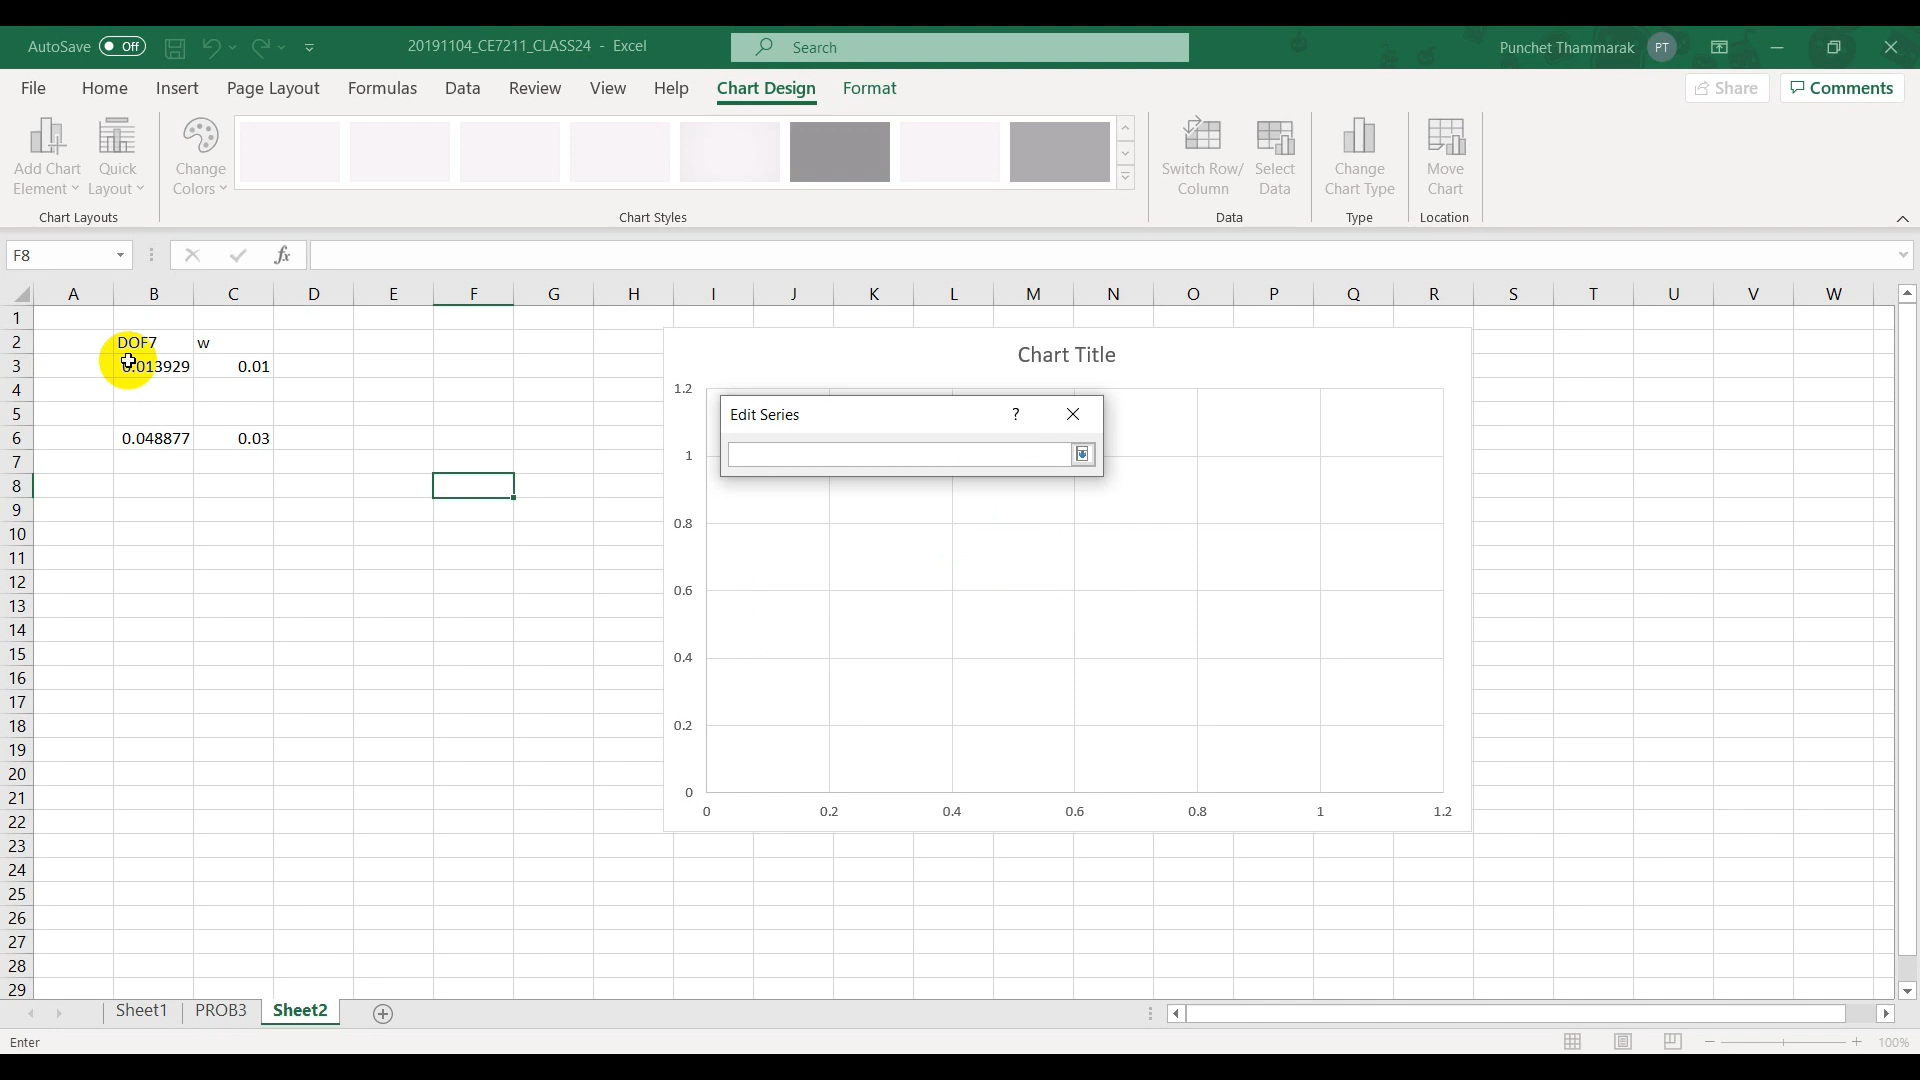 AutoSave Off 20191104_CE7211_CLASS24 - Excel Search Punchet Thammarak PT
File Home Insert Page Layout Formulas Data Review View Help Chart Design Format Share Comments
Add Chart Element Quick Layout Change Colors Switch Row/ Column Select Data Change Chart Type Move Chart
Chart Layouts Chart Styles Data Type Location
F8 fx
A B C D E F G H I J K L M N O P Q R S T U V W
1
2 DOF7 w
3 0.013929 0.01
4
5
6 0.048877 0.03
7
8
9
10
11
12
13
14
15
16
17
18
19
20
21
22
23
24
25
26
27
28
29
Chart Title
Edit Series ?
1.2
1
0.8
0.6
0.4
0.2
0
0 0.2 0.4 0.6 0.8 1 1.2
Sheet1 PROB3 Sheet2
Enter 100%